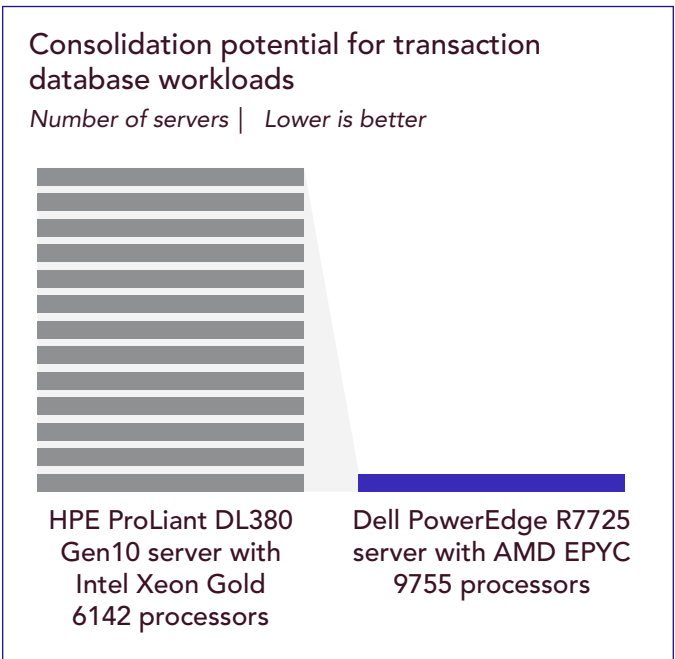 Consolidation potential for transaction
database workloads
Number of servers | Lower is better
HPE ProLiant DL380
Gen10 server with
Intel Xeon Gold
6142 processors
Dell PowerEdge R7725
server with AMD EPYC
9755 processors